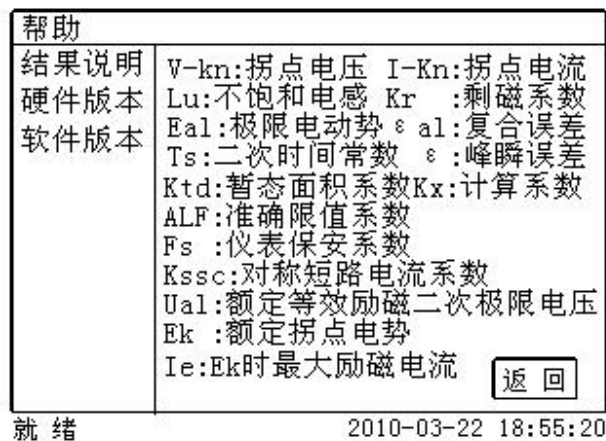 帮助
结果说明
硬件版本
软件版本
V-kn:拐点电压 I-Kn:拐点电流
Lu:不饱和电感 Kr :剩磁系数
Eal:极限电动势 εal:复合误差
Ts:二次时间常数 ε:峰瞬误差
Ktd:暂态面积系数Kx:计算系数
ALF:准确限值系数
Fs :仪表保安系数
Kssc:对称短路电流系数
Ual:额定等效励磁二次极限电压
Ek :额定拐点电势
Ie:Ek时最大励磁电流
返 回
就 绪 2010-03-22 18:55:20